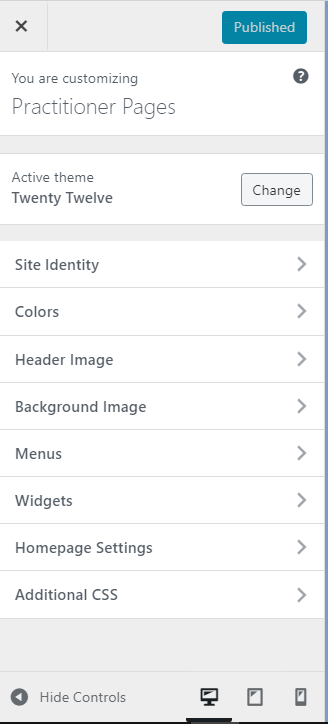 Published
You are customizing
Practitioner Pages
Active theme
Twenty Twelve
Change
Site Identity
Colors
Header Image
Background Image
Menus
Widgets
Homepage Settings
Additional CSS
Hide Controls